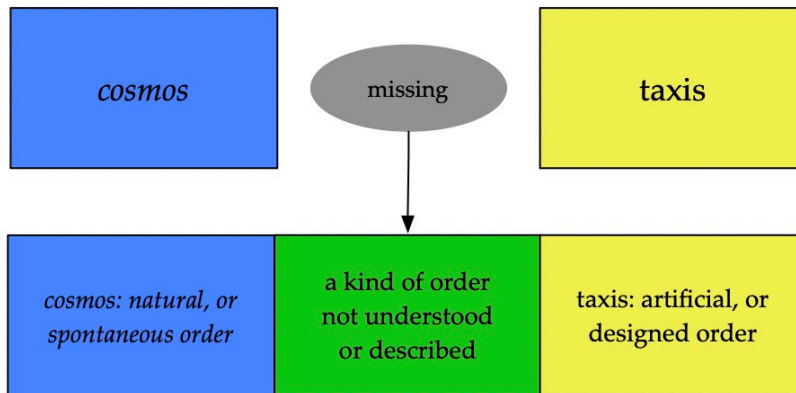 cosmos
missing
taxis
cosmos: natural, or
spontaneous order
a kind of order
not understood
or described
taxis: artificial, or
designed order